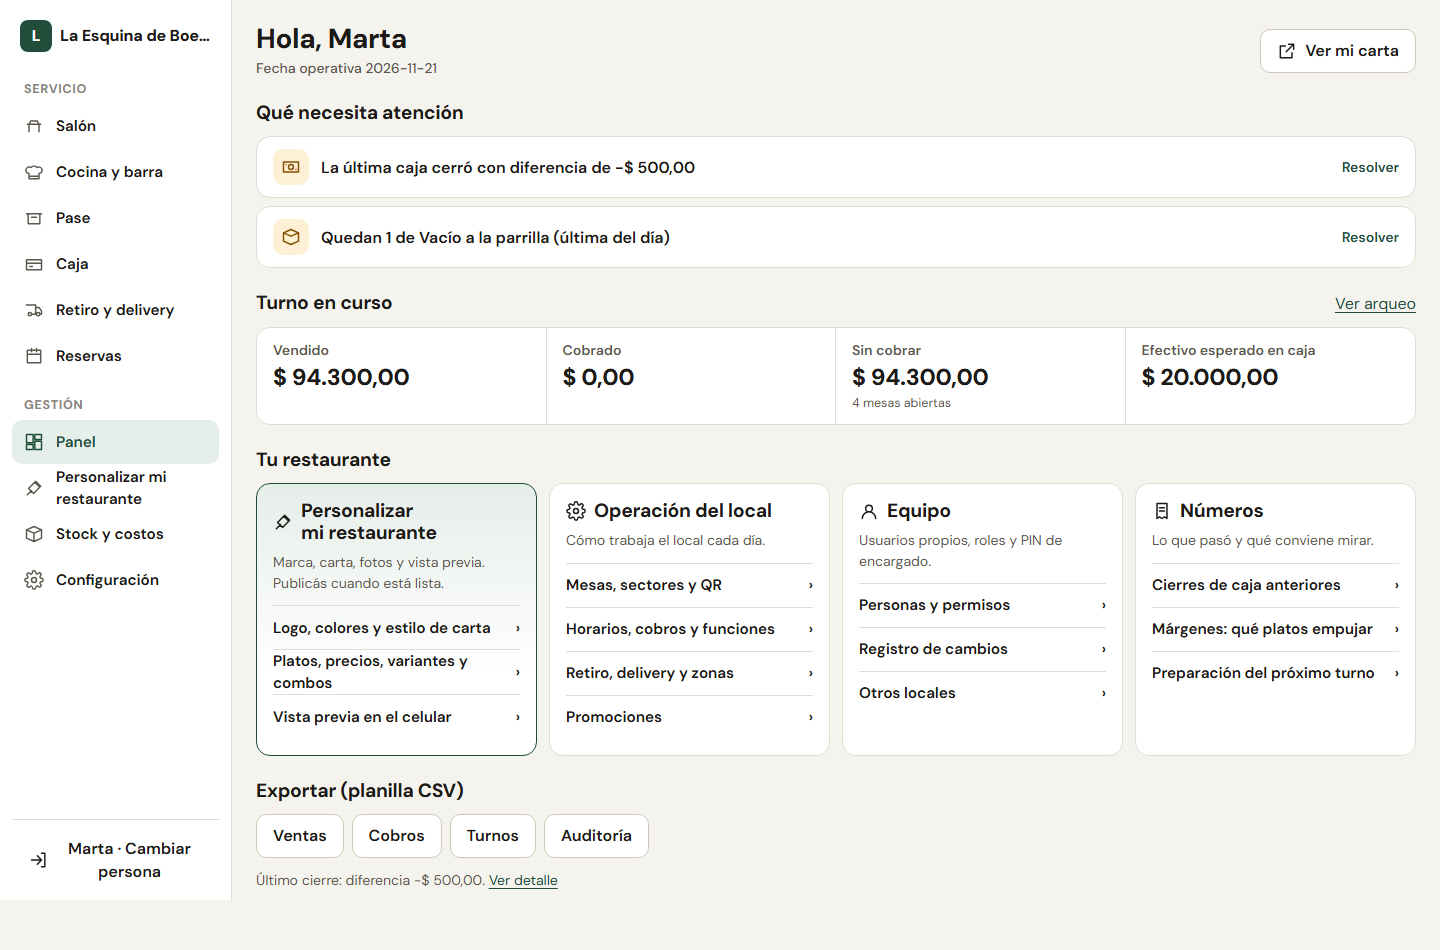 L
La Esquina de Boe...
SERVICIO
Salón
Cocina y barra
Pase
Caja
Retiro y delivery
Reservas
GESTIÓN
Panel
Personalizar mi
restaurante
Stock y costos
Configuración
Marta · Cambiar
persona
Hola, Marta
Fecha operativa 2026-11-21
Ver mi carta
Qué necesita atención
La última caja cerró con diferencia de -$ 500,00
Resolver
Quedan 1 de Vacío a la parrilla (última del día)
Resolver
Turno en curso
Ver arqueo
Vendido
$ 94.300,00
Cobrado
$ 0,00
Sin cobrar
$ 94.300,00
4 mesas abiertas
Efectivo esperado en caja
$ 20.000,00
Tu restaurante
Personalizar
mi restaurante
Marca, carta, fotos y vista previa.
Publicás cuando está lista.
Logo, colores y estilo de carta ›
Platos, precios, variantes y
combos ›
Vista previa en el celular ›
Operación del local
Cómo trabaja el local cada día.
Mesas, sectores y QR ›
Horarios, cobros y funciones ›
Retiro, delivery y zonas ›
Promociones ›
Equipo
Usuarios propios, roles y PIN de
encargado.
Personas y permisos ›
Registro de cambios ›
Otros locales ›
Números
Lo que pasó y qué conviene mirar.
Cierres de caja anteriores ›
Márgenes: qué platos empujar ›
Preparación del próximo turno ›
Exportar (planilla CSV)
Ventas
Cobros
Turnos
Auditoría
Último cierre: diferencia -$ 500,00. Ver detalle